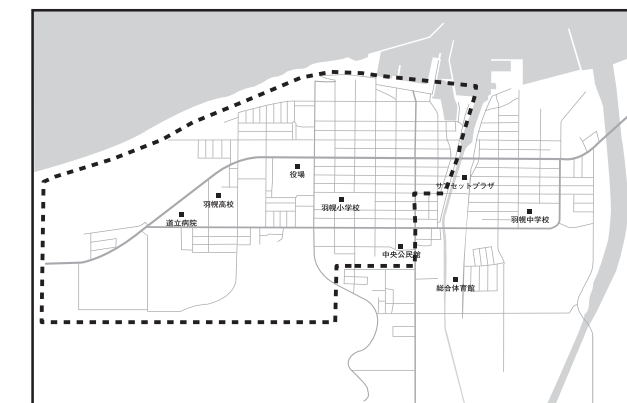 役場
サンセットプラザ
羽幌高校
羽幌小学校
羽幌中学校
道立病院
中央公民館
総合体育館